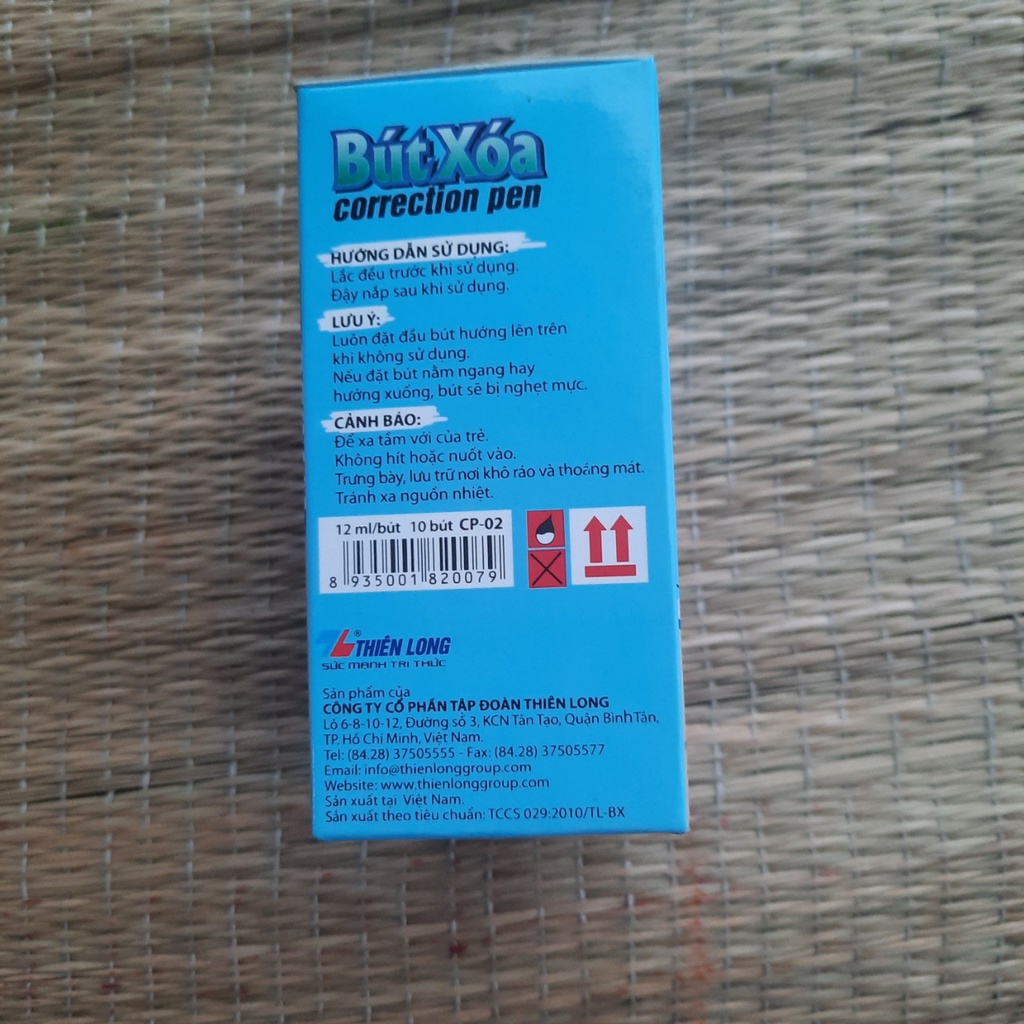 Bút Xóa
correction pen
HƯỚNG DẪN SỬ DỤNG:
Lắc đều trước khi sử dụng.
Đậy nắp sau khi sử dụng.
LƯU Ý:
Luôn đặt đầu bút hướng lên trên
khi không sử dụng.
Nếu đặt bút nằm ngang hay
hướng xuống, bút sẽ bị nghẹt mực.
CẢNH BÁO:
Để xa tầm với của trẻ.
Không hít hoặc nuốt vào.
Trưng bày, lưu trữ nơi khô ráo và thoáng mát.
Tránh xa nguồn nhiệt.
12 ml/bút 10 bút CP-02
8 935001 820079
TL® THIÊN LONG
SỨC MẠNH TRI THỨC
Sản phẩm của
CÔNG TY CỔ PHẦN TẬP ĐOÀN THIÊN LONG
Lô 6-8-10-12, Đường số 3, KCN Tân Tạo, Quận Bình Tân,
TP. Hồ Chí Minh, Việt Nam.
Tel: (84.28) 37505555 - Fax: (84.28) 37505577
Email: info@thienlonggroup.com
Website: www.thienlonggroup.com
Sản xuất tại Việt Nam.
Sản xuất theo tiêu chuẩn: TCCS 029:2010/TL-BX